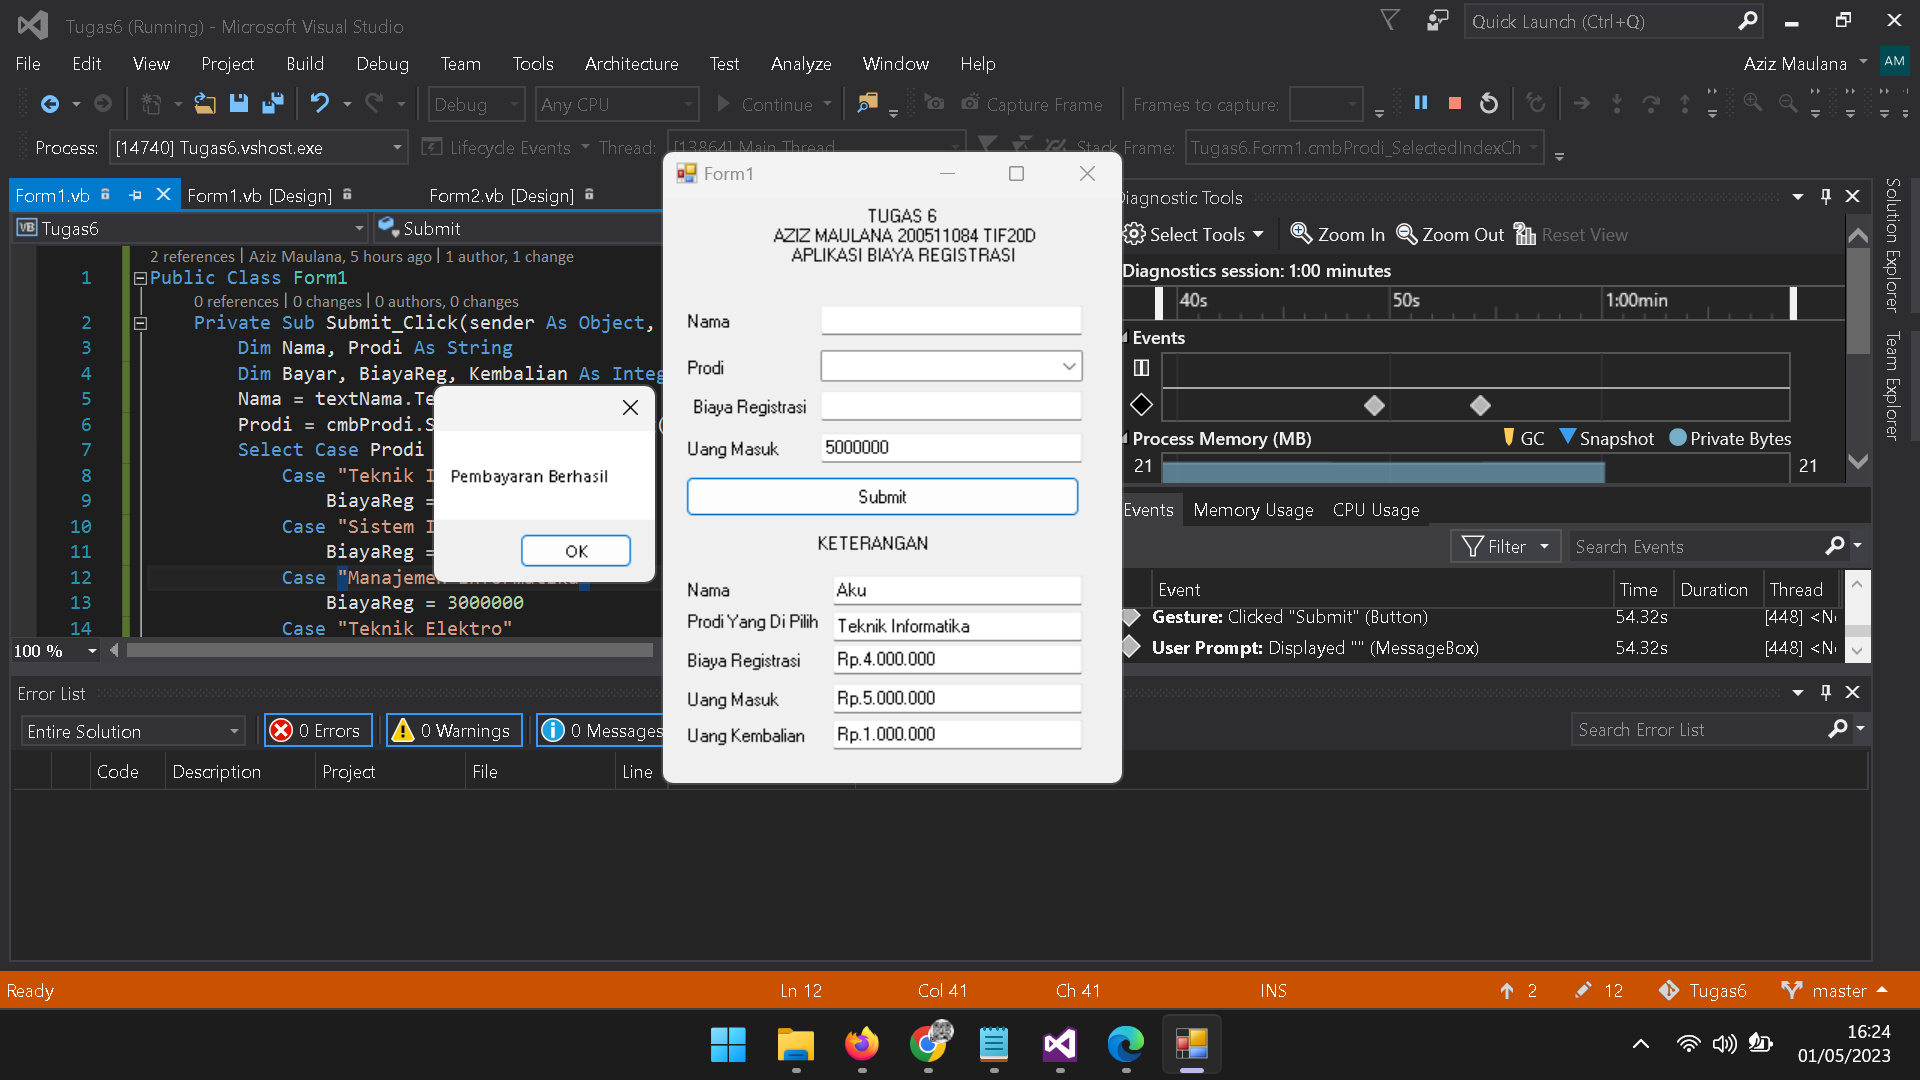 Tugas6 (Running) - Microsoft Visual Studio
Quick Launch (Ctrl+Q)
File Edit View Project Build Debug Team Tools Architecture Test Analyze Window Help
Aziz Maulana AM
Debug Any CPU Continue Capture Frame Frames to capture:
Process: [14740] Tugas6.vshost.exe Lifecycle Events Thread: [13864] Main Thread Stack Frame: Tugas6.Form1.cmbProdi_SelectedIndexCh
Form1.vb Form1.vb [Design] Form2.vb [Design]
VB Tugas6 Submit
2 references | Aziz Maulana, 5 hours ago | 1 author, 1 change
1 Public Class Form1
0 references | 0 changes | 0 authors, 0 changes
2 Private Sub Submit_Click(sender As Object,
3 Dim Nama, Prodi As String
4 Dim Bayar, BiayaReg, Kembalian As Integ
5 Nama = textNama.Te
6 Prodi = cmbProdi.S
7 Select Case Prodi
8 Case "Teknik I
9 BiayaReg =
10 Case "Sistem I
11 BiayaReg =
12 Case "Manajemen Informatika"
13 BiayaReg = 3000000
14 Case "Teknik Elektro"
100 %
Pembayaran Berhasil
OK
Form1
TUGAS 6
AZIZ MAULANA 200511084 TIF20D
APLIKASI BIAYA REGISTRASI
Nama
Prodi
Biaya Registrasi
Uang Masuk 5000000
Submit
KETERANGAN
Nama Aku
Prodi Yang Di Pilih Teknik Informatika
Biaya Registrasi Rp.4.000.000
Uang Masuk Rp.5.000.000
Uang Kembalian Rp.1.000.000
Diagnostic Tools
Select Tools Zoom In Zoom Out Reset View
Diagnostics session: 1:00 minutes
40s 50s 1:00min
Events
Process Memory (MB) GC Snapshot Private Bytes
21 21
Events Memory Usage CPU Usage
Filter Search Events
Event Time Duration Thread
Gesture: Clicked "Submit" (Button) 54.32s [448] <N
User Prompt: Displayed "" (MessageBox) 54.32s [448] <N
Solution Explorer
Team Explorer
Error List
Entire Solution 0 Errors 0 Warnings 0 Messages
Search Error List
Code Description Project File Line
Ready Ln 12 Col 41 Ch 41 INS 2 12 Tugas6 master
16:24
01/05/2023